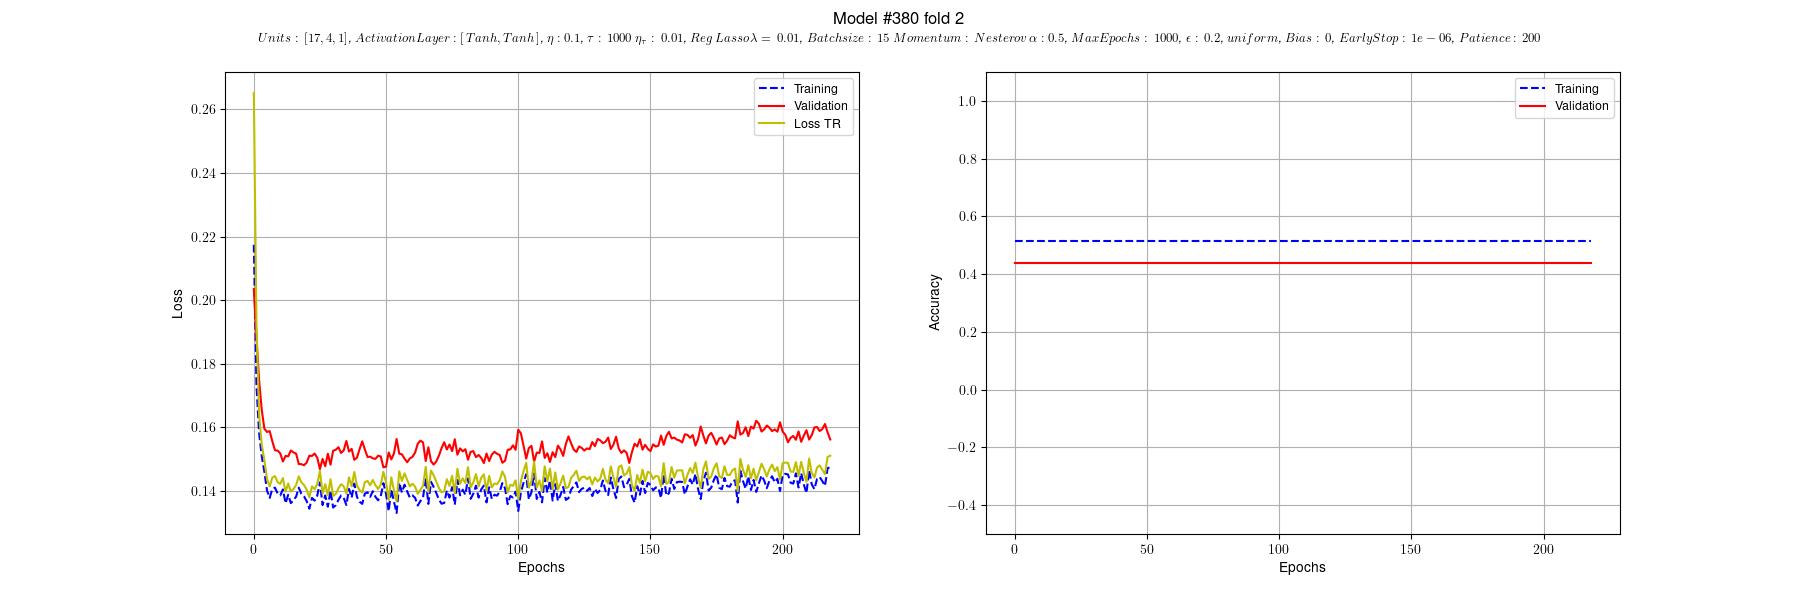 Model #380 fold 2
Units : [17, 4, 1], ActivationLayer : [Tanh, Tanh], η : 0.1, τ : 1000 ητ : 0.01, Reg Lassoλ = 0.01, Batchsize : 15 Momentum : Nesterov α : 0.5, MaxEpochs : 1000, ϵ : 0.2, uniform, Bias : 0, EarlyStop : 1e − 06, Patience : 200
Training
Validation
Loss TR
0.26
0.24
0.22
0.20
0.18
0.16
0.14
Loss
0
50
100
150
200
Epochs
Training
Validation
1.0
0.8
0.6
0.4
0.2
0.0
−0.2
−0.4
Accuracy
0
50
100
150
200
Epochs